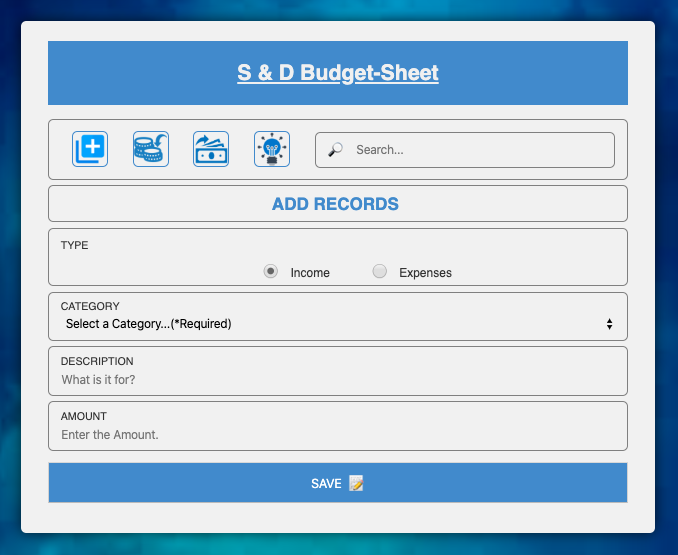 S & D Budget-Sheet
Search...
ADD RECORDS
TYPE
Income Expenses
CATEGORY
Select a Category...(*Required)
DESCRIPTION
What is it for?
AMOUNT
Enter the Amount.
SAVE